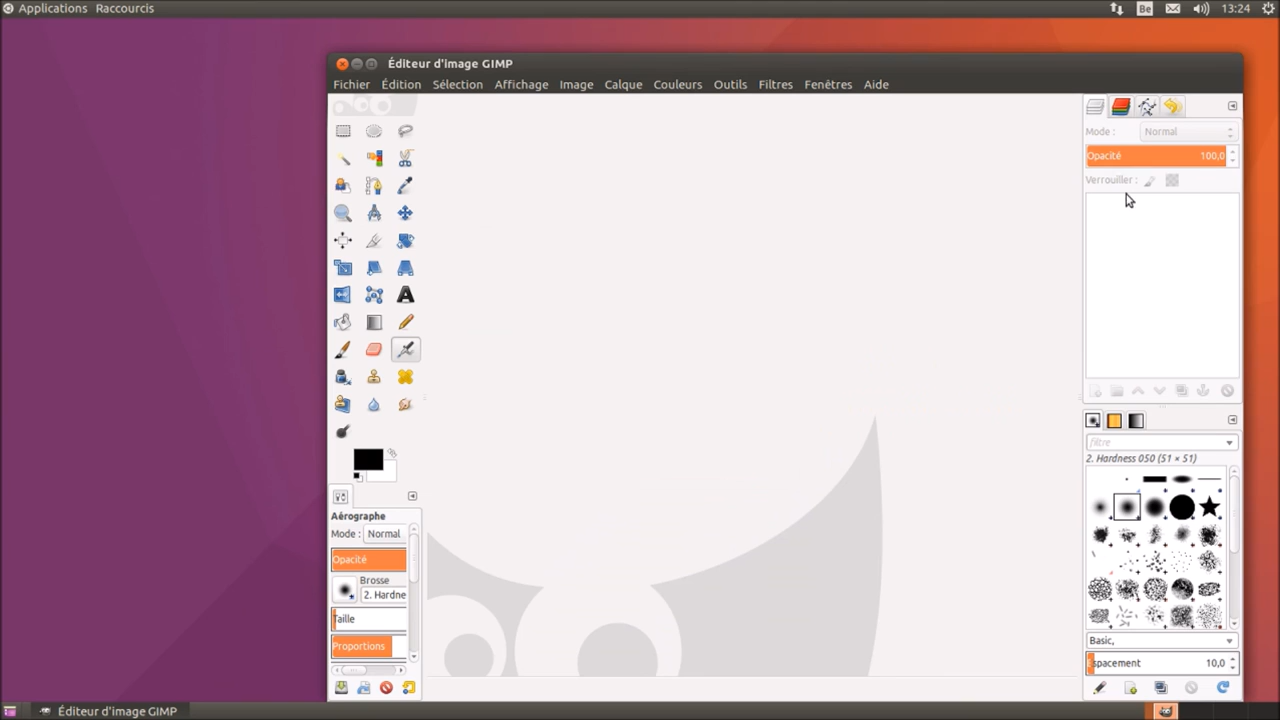 Applications Raccourcis
Be 13:24
Éditeur d'image GIMP
Fichier Édition Sélection Affichage Image Calque Couleurs Outils Filtres Fenêtres Aide
Mode : Normal
Opacité 100,0
Verrouiller :
filtre
2. Hardness 050 (51 × 51)
Basic,
Espacement 10,0
Aérographe
Mode : Normal
Opacité
Brosse
2. Hardne
Taille
Proportions
Éditeur d'image GIMP